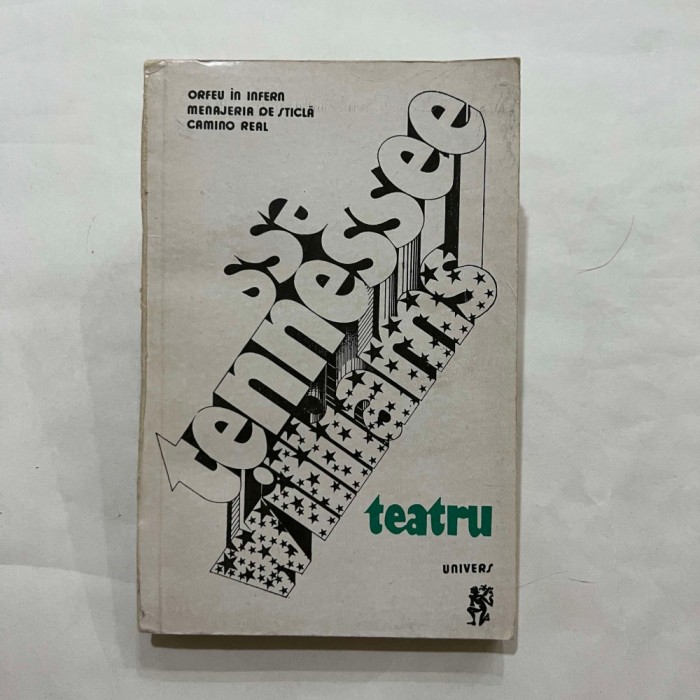 ORFEU ÎN INFERN
MENAJERIA DE STICLĂ
CAMINO REAL
tennessee
williams
teatru
UNIVERS